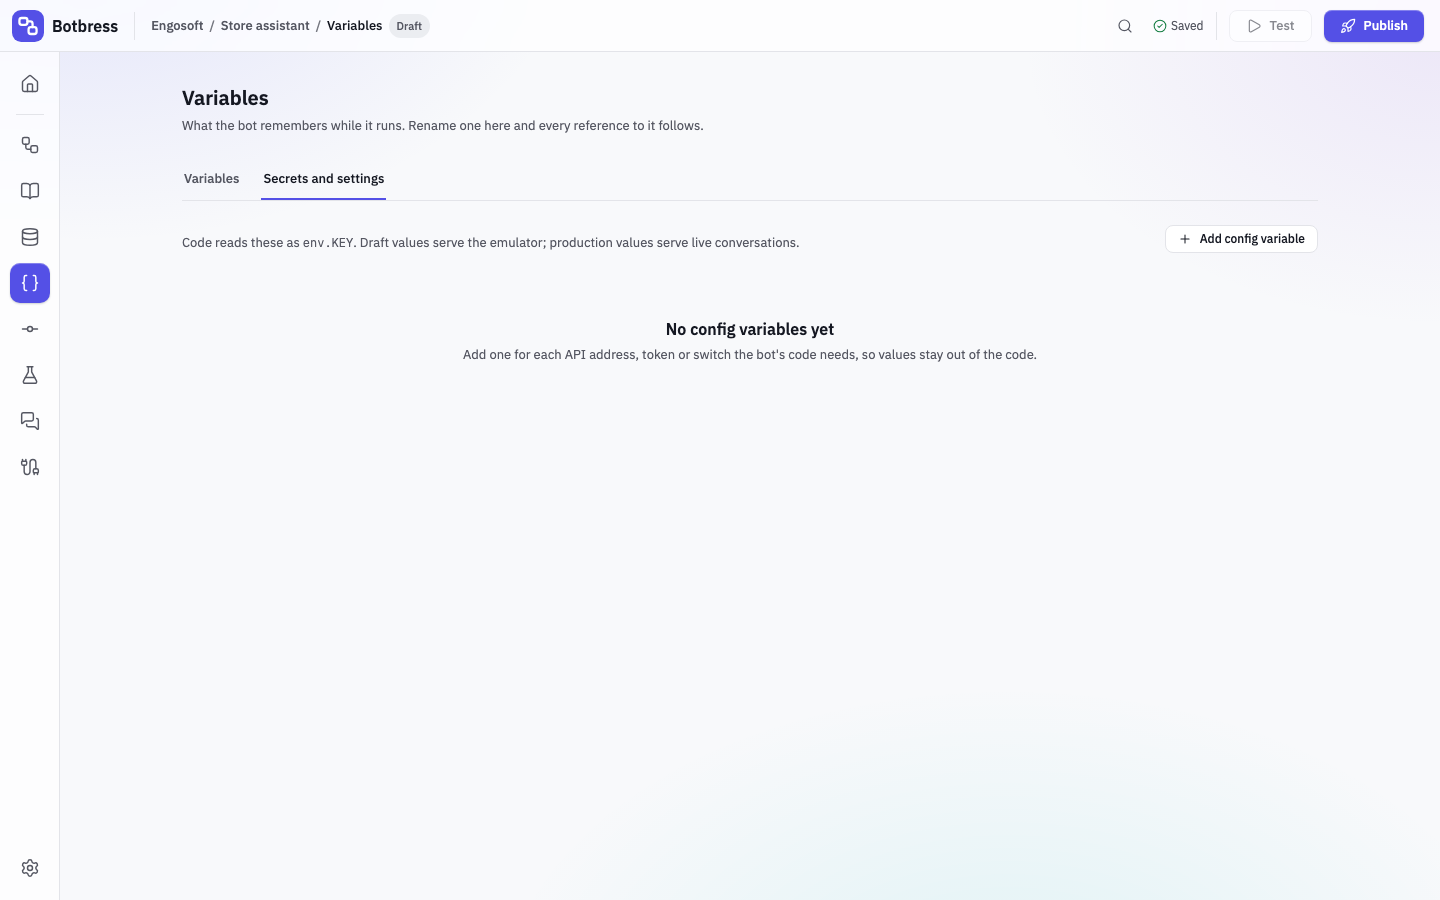 Botbress
Engosoft / Store assistant / Variables Draft
Saved
Test
Publish
Variables
What the bot remembers while it runs. Rename one here and every reference to it follows.
Variables
Secrets and settings
Code reads these as env.KEY. Draft values serve the emulator; production values serve live conversations.
Add config variable
No config variables yet
Add one for each API address, token or switch the bot's code needs, so values stay out of the code.